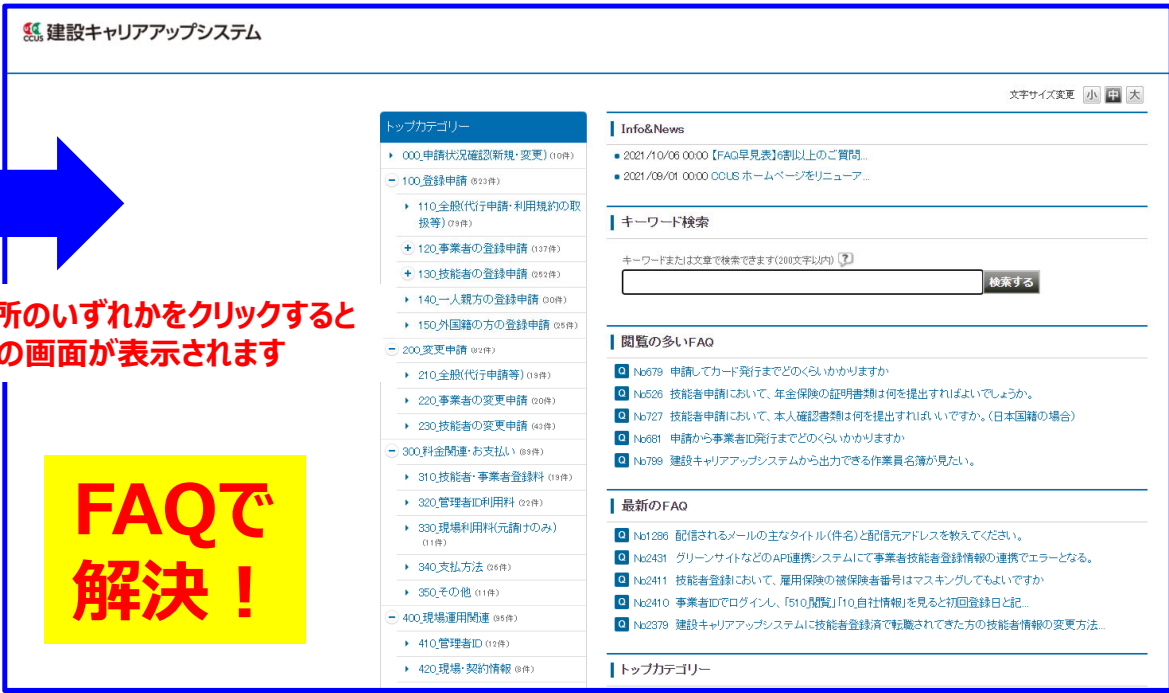 CCUS 建設キャリアアップシステム
文字サイズ変更 小 中 大
所のいずれかをクリックすると
の画面が表示されます
FAQで
解決！
トップカテゴリー
000_申請状況確認(新規・変更) (10件)
100_登録申請 (523件)
110_全般(代行申請・利用規約の取
扱等) (79件)
120_事業者の登録申請 (137件)
130_技能者の登録申請 (252件)
140_一人親方の登録申請 (30件)
150_外国籍の方の登録申請 (25件)
200_変更申請 (82件)
210_全般(代行申請等) (19件)
220_事業者の変更申請 (20件)
230_技能者の変更申請 (43件)
300_料金関連・お支払い (89件)
310_技能者・事業者登録料 (19件)
320_管理者ID利用料 (22件)
330_現場利用料(元請けのみ)
(11件)
340_支払方法 (26件)
350_その他 (11件)
400_現場運用関連 (95件)
410_管理者ID (12件)
420_現場・契約情報 (8件)
Info&News
2021/10/06 00:00 【FAQ早見表】6割以上のご質問...
2021/09/01 00:00 CCUS ホームページをリニューア...
キーワード検索
キーワードまたは文章で検索できます(200文字以内) ?
検索する
閲覧の多いFAQ
Q No679 申請してカード発行までどのくらいかかりますか
Q No526 技能者申請において、年金保険の証明書類は何を提出すればよいでしょうか。
Q No727 技能者申請において、本人確認書類は何を提出すればいいですか。(日本国籍の場合)
Q No681 申請から事業者ID発行までどのくらいかかりますか
Q No799 建設キャリアアップシステムから出力できる作業員名簿が見たい。
最新のFAQ
Q No1286 配信されるメールの主なタイトル(件名)と配信元アドレスを教えてください。
Q No2431 グリーンサイトなどのAPI連携システムにて事業者技能者登録情報の連携でエラーとなる。
Q No2411 技能者登録において、雇用保険の被保険者番号はマスキングしてもよいですか
Q No2410 事業者IDでログインし、「510_閲覧」「10_自社情報」を見ると初回登録日と記...
Q No2379 建設キャリアアップシステムに技能者登録済で転職されてきた方の技能者情報の変更方法...
トップカテゴリー